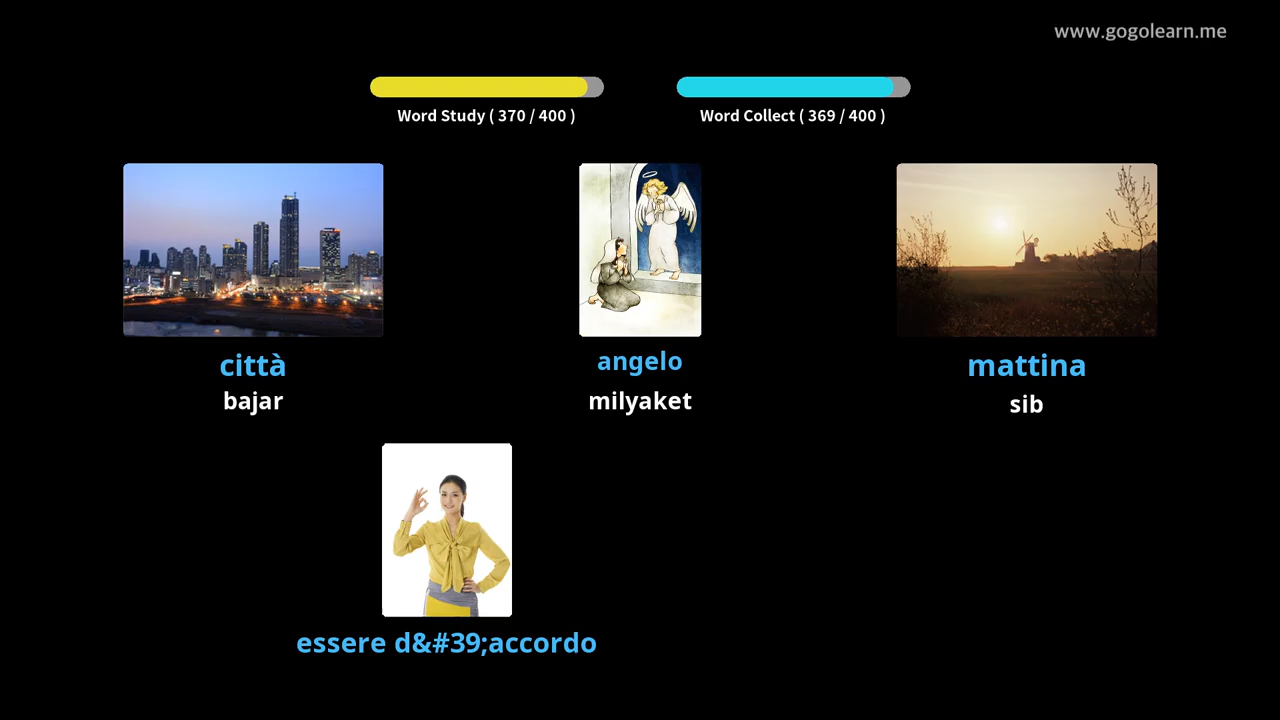 www.gogolearn.me
Word Study ( 370 / 400 )
Word Collect ( 369 / 400 )
città
angelo
mattina
bajar
milyaket
sib
essere d&#39;accordo